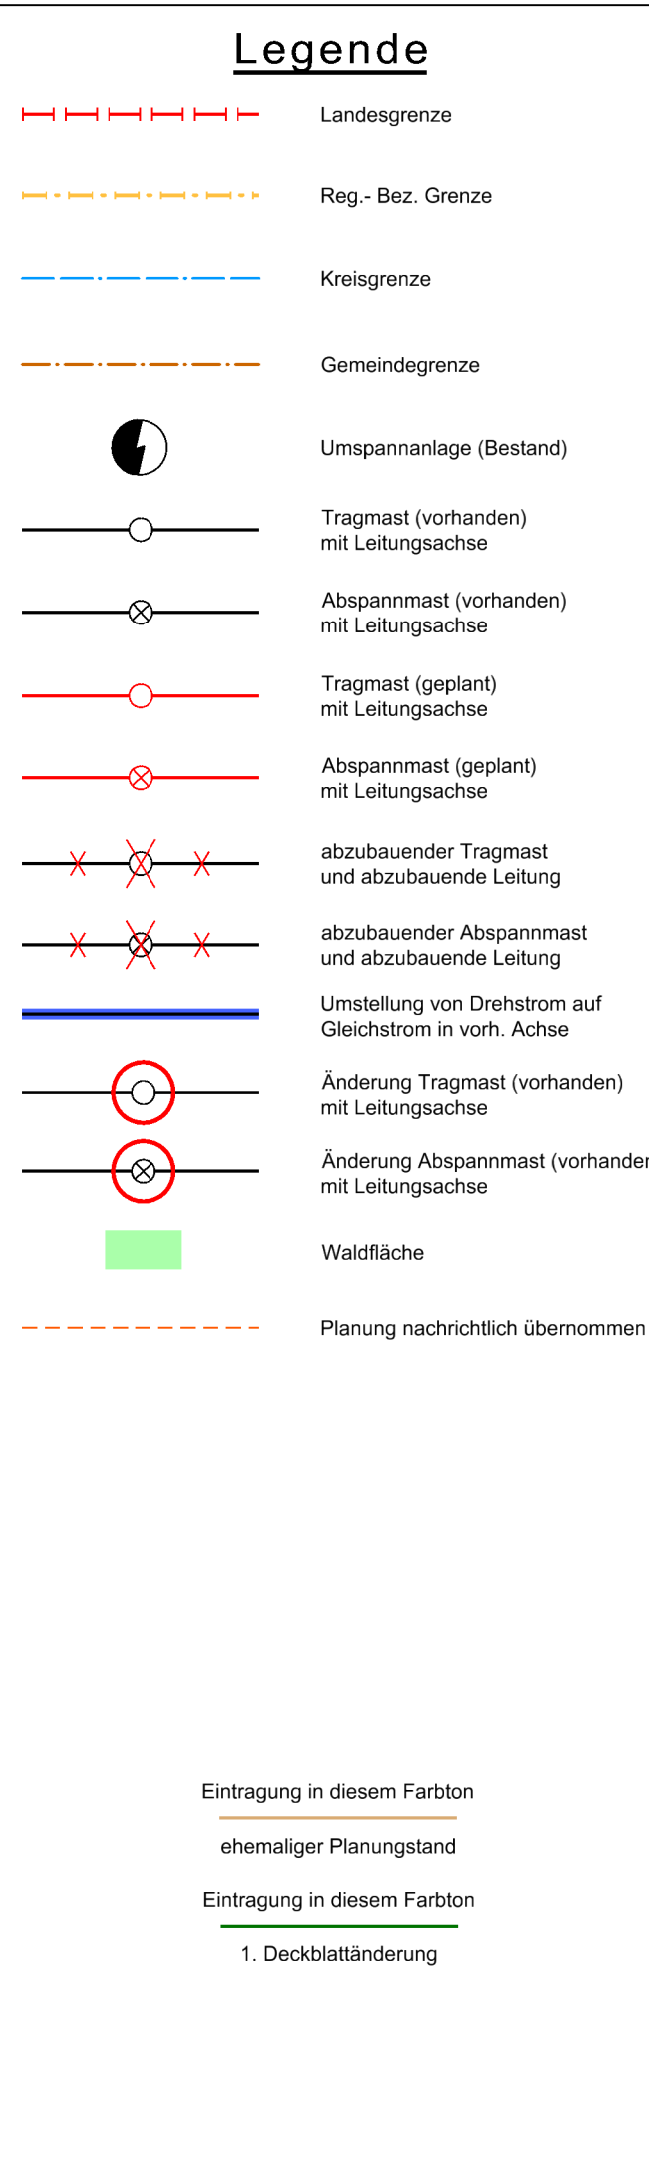 Legende
Landesgrenze
Reg.- Bez. Grenze
Kreisgrenze
Gemeindegrenze
Umspannanlage (Bestand)
Tragmast (vorhanden)
mit Leitungsachse
Abspannmast (vorhanden)
mit Leitungsachse
Tragmast (geplant)
mit Leitungsachse
Abspannmast (geplant)
mit Leitungsachse
abzubauender Tragmast
und abzubauende Leitung
abzubauender Abspannmast
und abzubauende Leitung
Umstellung von Drehstrom auf
Gleichstrom in vorh. Achse
Änderung Tragmast (vorhanden)
mit Leitungsachse
Änderung Abspannmast (vorhanden
mit Leitungsachse
Waldfläche
Planung nachrichtlich übernommen
Eintragung in diesem Farbton
ehemaliger Planungstand
Eintragung in diesem Farbton
1. Deckblattänderung